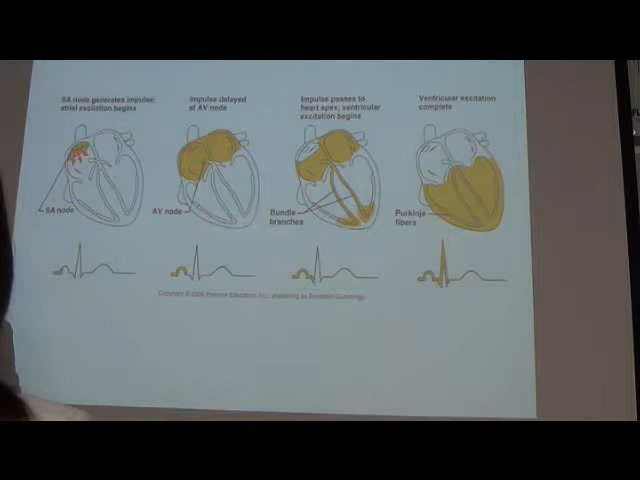 SA node generates impulse;
atrial excitation begins
Impulse delayed
at AV node
Impulse passes to
heart apex; ventricular
excitation begins
Ventricular excitation
complete
SA node
AV node
Bundle
branches
Purkinje
fibers
Copyright © Pearson Education, Inc., publishing as Benjamin Cummings.